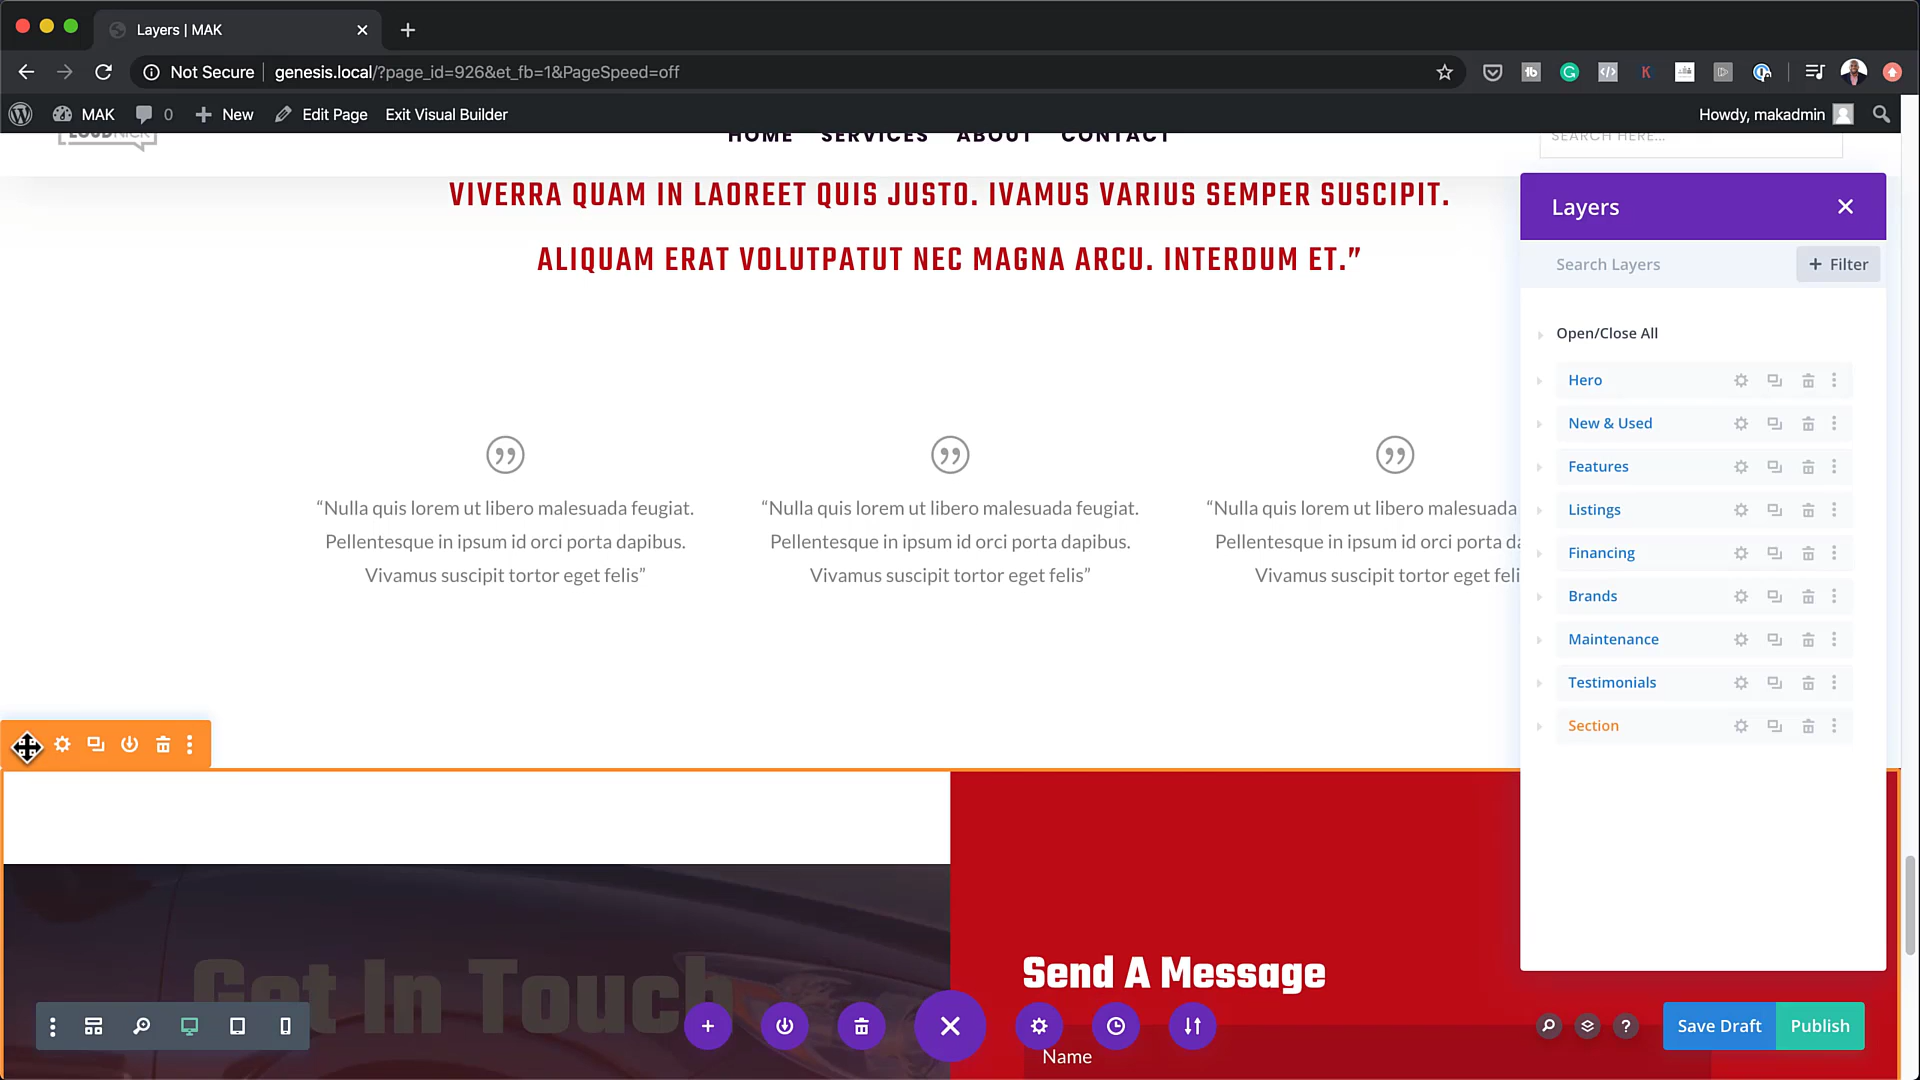 Layers | MAK
Not Secure
genesis.local/?page_id=926&et_fb=1&PageSpeed=off
MAK
0
New
Edit Page
Exit Visual Builder
Howdy, makadmin
LOUDNICK
HOME
SERVICES
ABOUT
CONTACT
SEARCH HERE...
VIVERRA QUAM IN LAOREET QUIS JUSTO. IVAMUS VARIUS SEMPER SUSCIPIT.
ALIQUAM ERAT VOLUTPATUT NEC MAGNA ARCU. INTERDUM ET.”
“Nulla quis lorem ut libero malesuada feugiat.
Pellentesque in ipsum id orci porta dapibus.
Vivamus suscipit tortor eget felis”
“Nulla quis lorem ut libero malesuada feugiat.
Pellentesque in ipsum id orci porta dapibus.
Vivamus suscipit tortor eget felis”
“Nulla quis lorem ut libero malesuada
Pellentesque in ipsum id orci porta da
Vivamus suscipit tortor eget feli
Layers
Search Layers
+ Filter
Open/Close All
Hero
New & Used
Features
Listings
Financing
Brands
Maintenance
Testimonials
Section
Get In Touch
Send A Message
Name
Save Draft
Publish